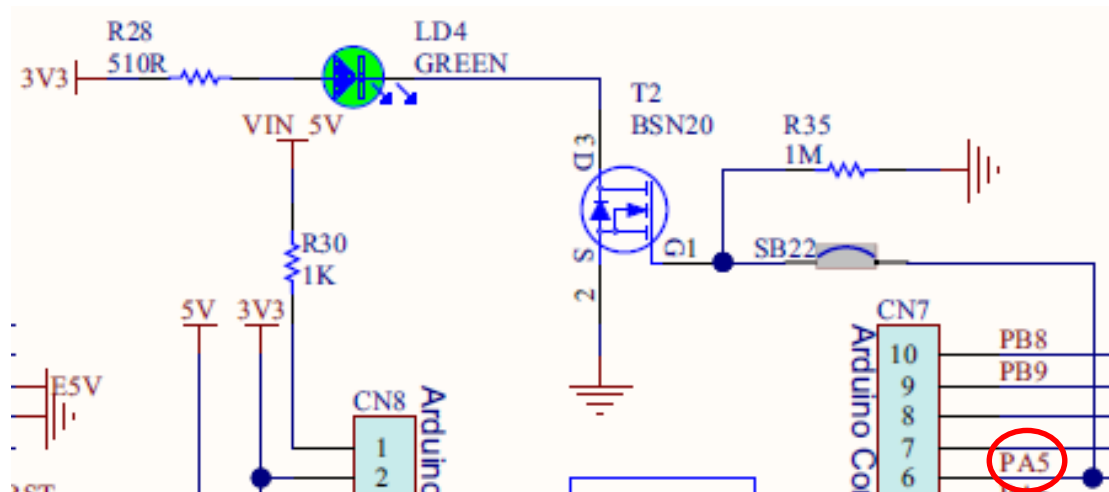 R28
510R
LD4
GREEN
3V3
VIN_5V
T2
BSN20
R35
1M
D3
S
2
G1
SB22
R30
1K
5V
3V3
E5V
CN8
Arduino
1
2
CN7
Arduino Co
10
9
8
7
6
PB8
PB9
PA5